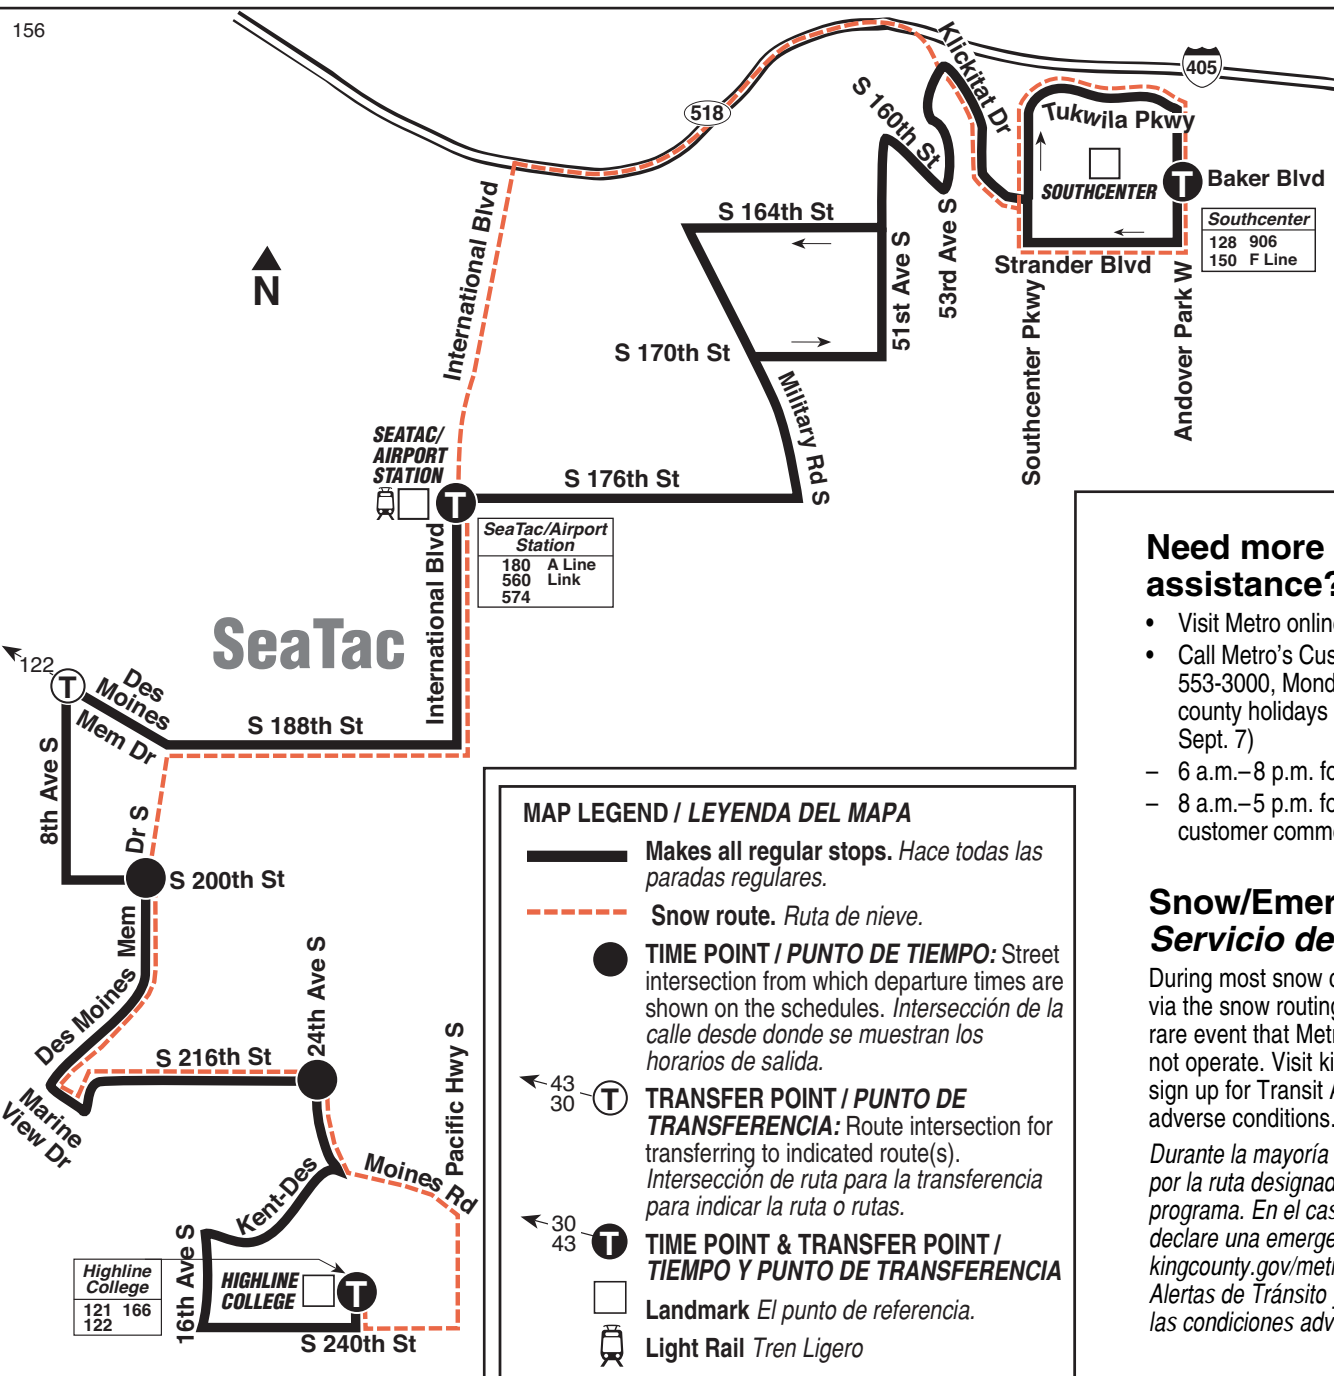 156
Klickitat Dr
405
518
S 160th St
Tukwila Pkwy
SOUTHCENTER
T
Baker Blvd
Southcenter
128 906
150 F Line
S 164th St
53rd Ave S
51st Ave S
Strander Blvd
Southcenter Pkwy
Andover Park W
International Blvd
N
S 170th St
Military Rd S
SEATAC/
AIRPORT
STATION
T
S 176th St
SeaTac/Airport
Station
180 A Line
560 Link
574
International Blvd
SeaTac
122
T
Des
Moines
Mem Dr
S 188th St
8th Ave S
Dr S
S 200th St
Mem
Des Moines
24th Ave S
S 216th St
Marine
View Dr
Pacific Hwy S
Moines Rd
Kent-Des
16th Ave S
Highline
College
121 166
122
HIGHLINE
COLLEGE
T
S 240th St
MAP LEGEND / LEYENDA DEL MAPA
Makes all regular stops. Hace todas las
paradas regulares.
Snow route. Ruta de nieve.
TIME POINT / PUNTO DE TIEMPO: Street
intersection from which departure times are
shown on the schedules. Intersección de la
calle desde donde se muestran los
horarios de salida.
43
30
T
TRANSFER POINT / PUNTO DE
TRANSFERENCIA: Route intersection for
transferring to indicated route(s).
Intersección de ruta para la transferencia
para indicar la ruta o rutas.
30
43
T
TIME POINT & TRANSFER POINT /
TIEMPO Y PUNTO DE TRANSFERENCIA
Landmark El punto de referencia.
Light Rail Tren Ligero
Need more
assistance?
• Visit Metro online
• Call Metro's Cus
553-3000, Mond
county holidays
Sept. 7)
– 6 a.m.–8 p.m. fo
– 8 a.m.–5 p.m. fo
customer comme
Snow/Emer
Servicio de
During most snow c
via the snow routing
rare event that Metr
not operate. Visit ki
sign up for Transit A
adverse conditions.
Durante la mayoría
por la ruta designad
programa. En el cas
declare una emerge
kingcounty.gov/met
Alertas de Tránsito
las condiciones adv